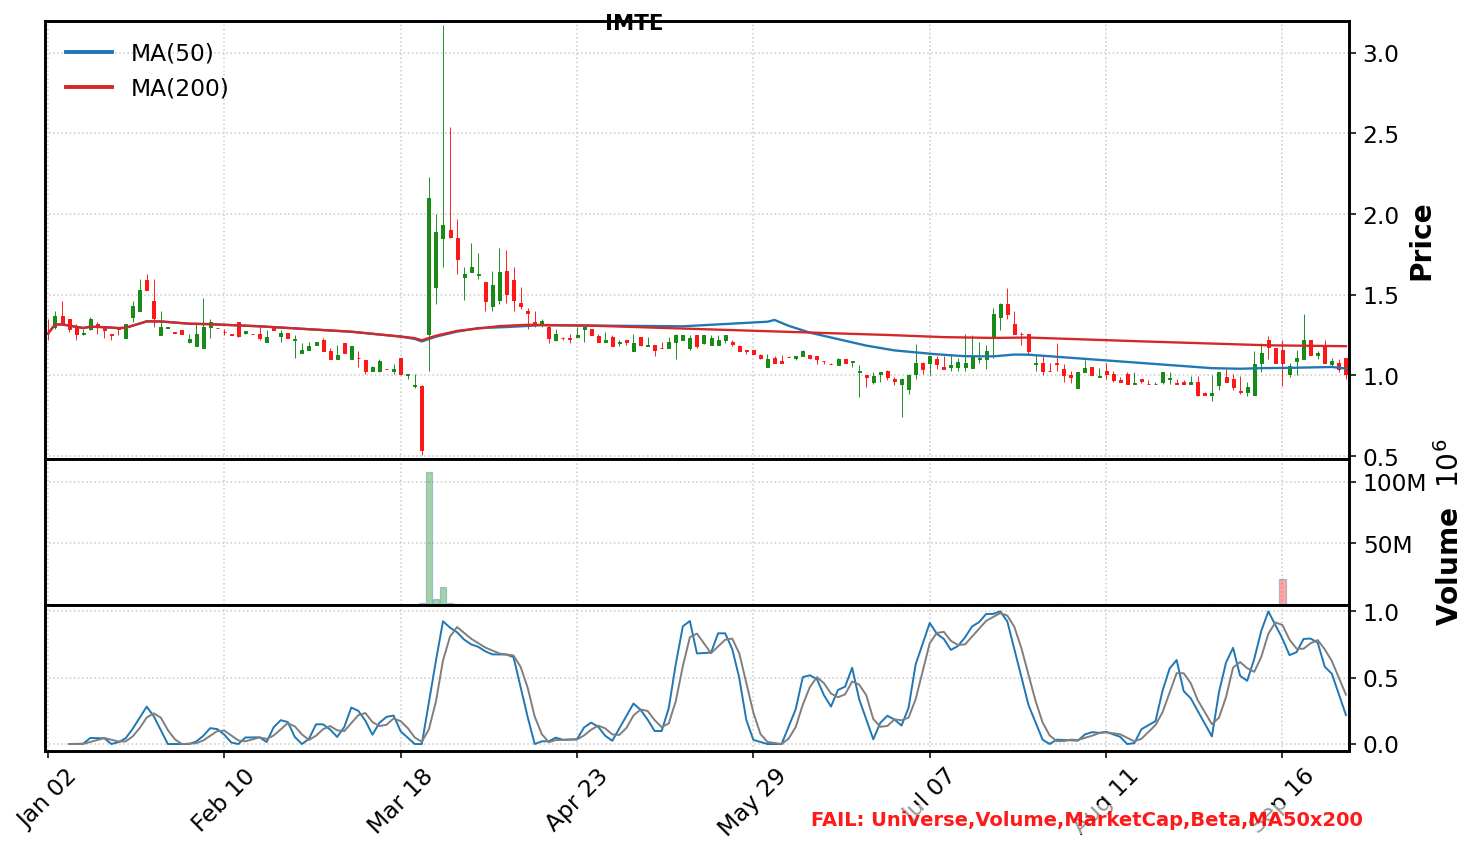 IMTE
MA(50)
MA(200)
3.0
2.5
2.0
1.5
1.0
0.5
Price
100M
50M
Volume 10^6
1.0
0.5
0.0
Jan 02
Feb 10
Mar 18
Apr 23
May 29
Jul 07
Aug 11
Sep 16
FAIL: Universe,Volume,MarketCap,Beta,MA50x200